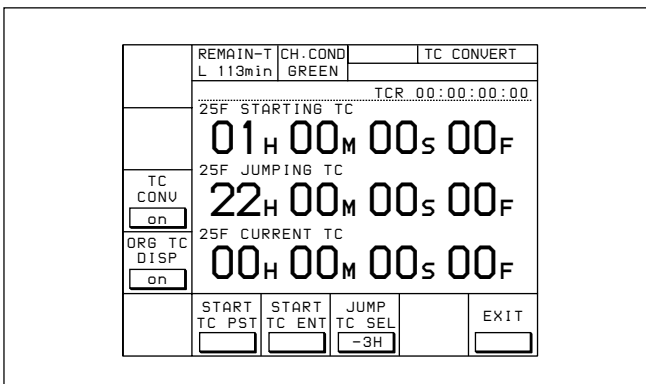 REMAIN-T CH.COND TC CONVERT
L 113min GREEN
TCR 00:00:00:00
25F STARTING TC
01H 00M 00S 00F
25F JUMPING TC
22H 00M 00S 00F
25F CURRENT TC
00H 00M 00S 00F
TC
CONV
on
ORG TC
DISP
on
START
TC PST
START
TC ENT
JUMP
TC SEL
-3H
EXIT